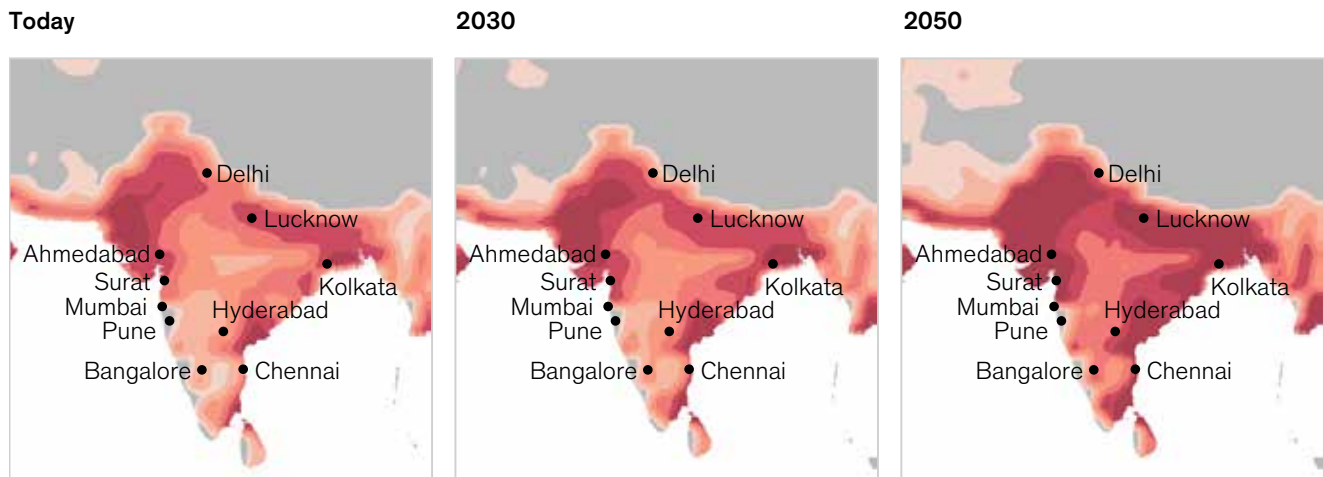 Today
Delhi
Lucknow
Ahmedabad
Surat
Kolkata
Mumbai
Hyderabad
Pune
Bangalore
Chennai
2030
Delhi
Lucknow
Ahmedabad
Surat
Kolkata
Mumbai
Hyderabad
Pune
Bangalore
Chennai
2050
Delhi
Lucknow
Ahmedabad
Surat
Kolkata
Mumbai
Hyderabad
Pune
Bangalore
Chennai